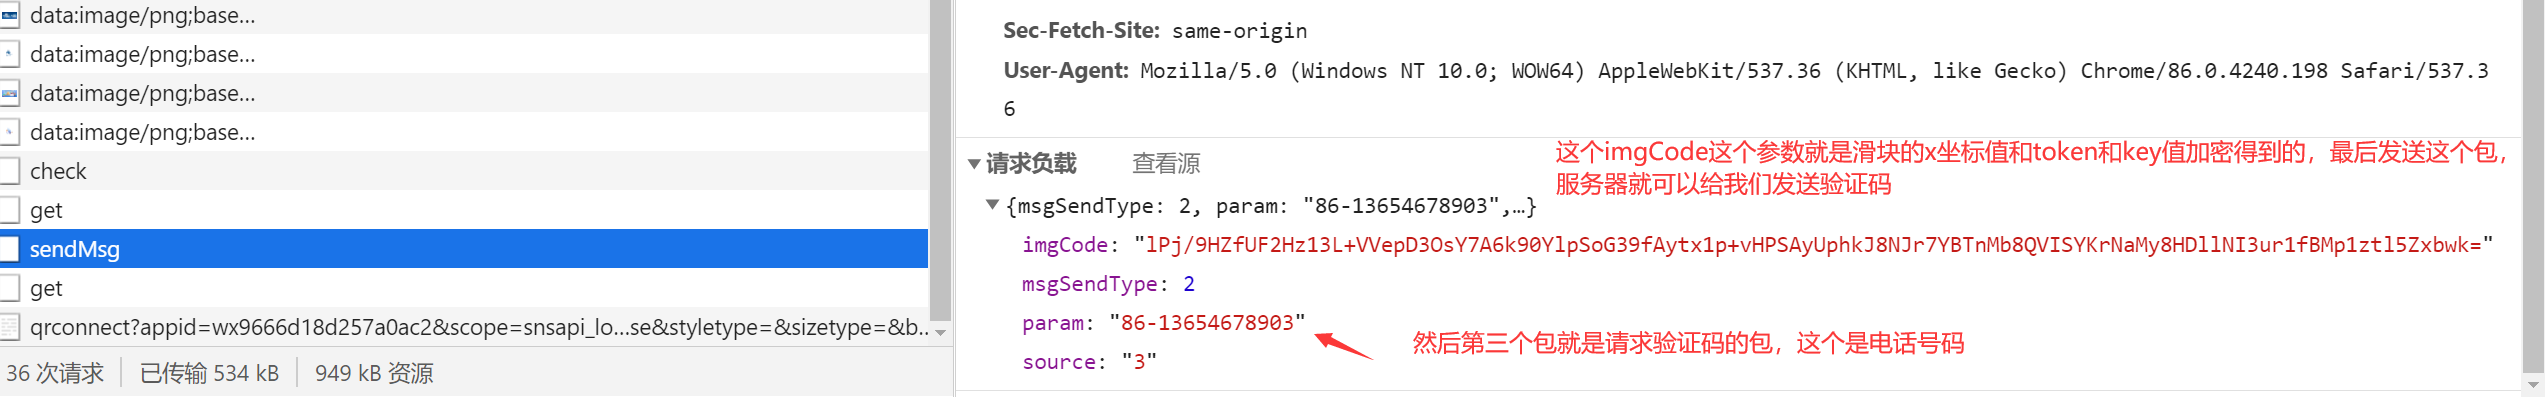 data:image/png;base...
data:image/png;base...
data:image/png;base...
data:image/png;base...
check
get
sendMsg
get
qrconnect?appid=wx9666d18d257a0ac2&scope=snsapi_lo...se&styletype=&sizetype=&b...
36 次请求
已传输 534 kB
949 kB 资源
Sec-Fetch-Site: same-origin
User-Agent: Mozilla/5.0 (Windows NT 10.0; WOW64) AppleWebKit/537.36 (KHTML, like Gecko) Chrome/86.0.4240.198 Safari/537.3
6
请求负载 查看源
这个imgCode这个参数就是滑块的x坐标值和token和key值加密得到的，最后发送这个包，
服务器就可以给我们发送验证码
{msgSendType: 2, param: "86-13654678903",…}
imgCode: "lPj/9HZfUF2Hz13L+VVepD3OsY7A6k90YlpSoG39fAytx1p+vHPSAyUphkJ8NJr7YBTnMb8QVISYKrNaMy8HDllNI3ur1fBMp1ztl5Zxbwk="
msgSendType: 2
param: "86-13654678903"
然后第三个包就是请求验证码的包，这个是电话号码
source: "3"